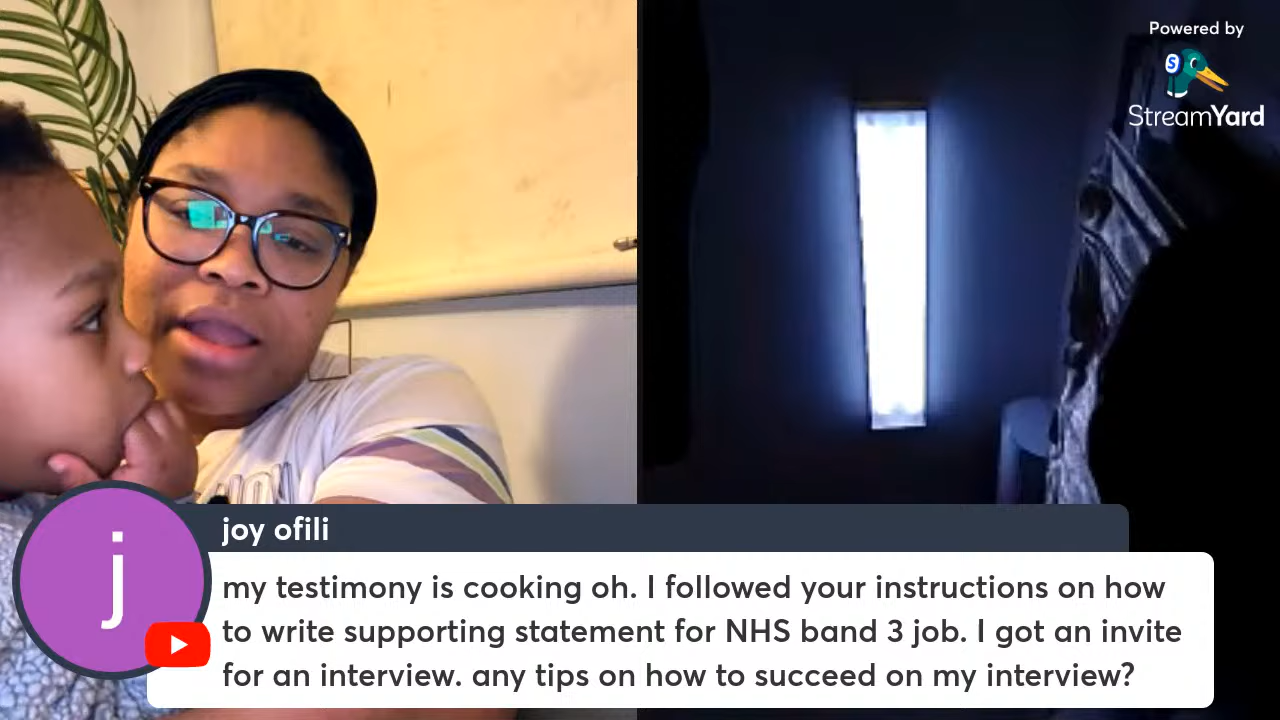 Powered by
StreamYard
joy ofili
j
my testimony is cooking oh. I followed your instructions on how
to write supporting statement for NHS band 3 job. I got an invite
for an interview. any tips on how to succeed on my interview?